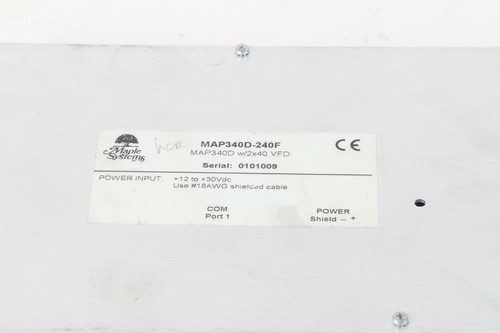 Maple
Systems
MAP340D-240F
MAP340D w/2x40 VFD
Serial: 0101009
CE
POWER INPUT: +12 to +30Vdc
Use #18AWG shielded cable
COM
Port 1
POWER
Shield – +